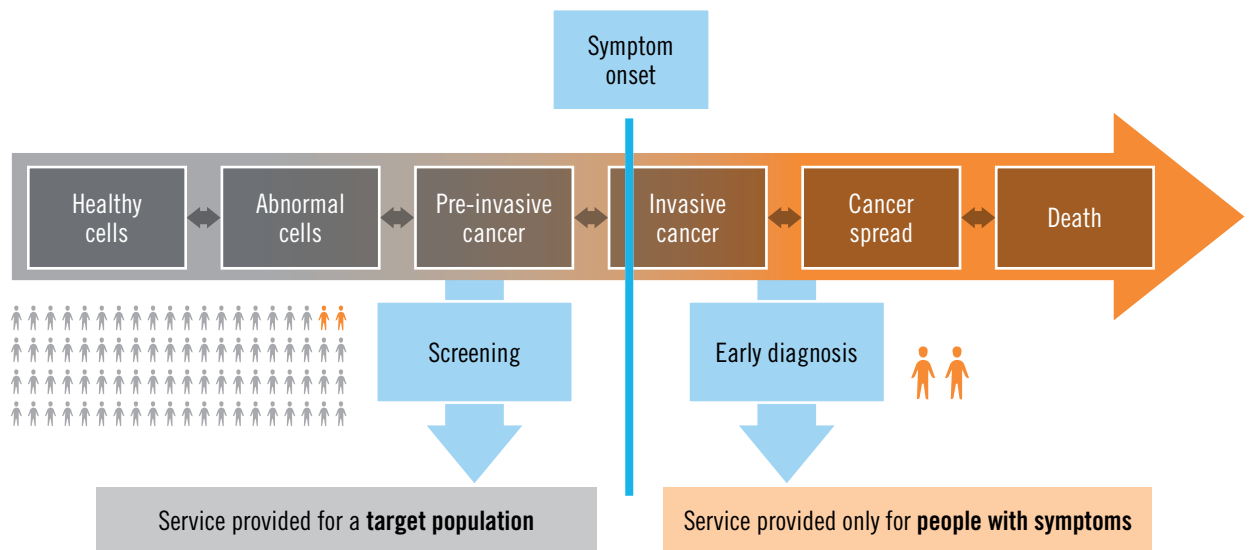 Symptom
onset
Healthy
cells
Abnormal
cells
Pre-invasive
cancer
Invasive
cancer
Cancer
spread
Death
Screening
Early diagnosis
Service provided for a target population
Service provided only for people with symptoms